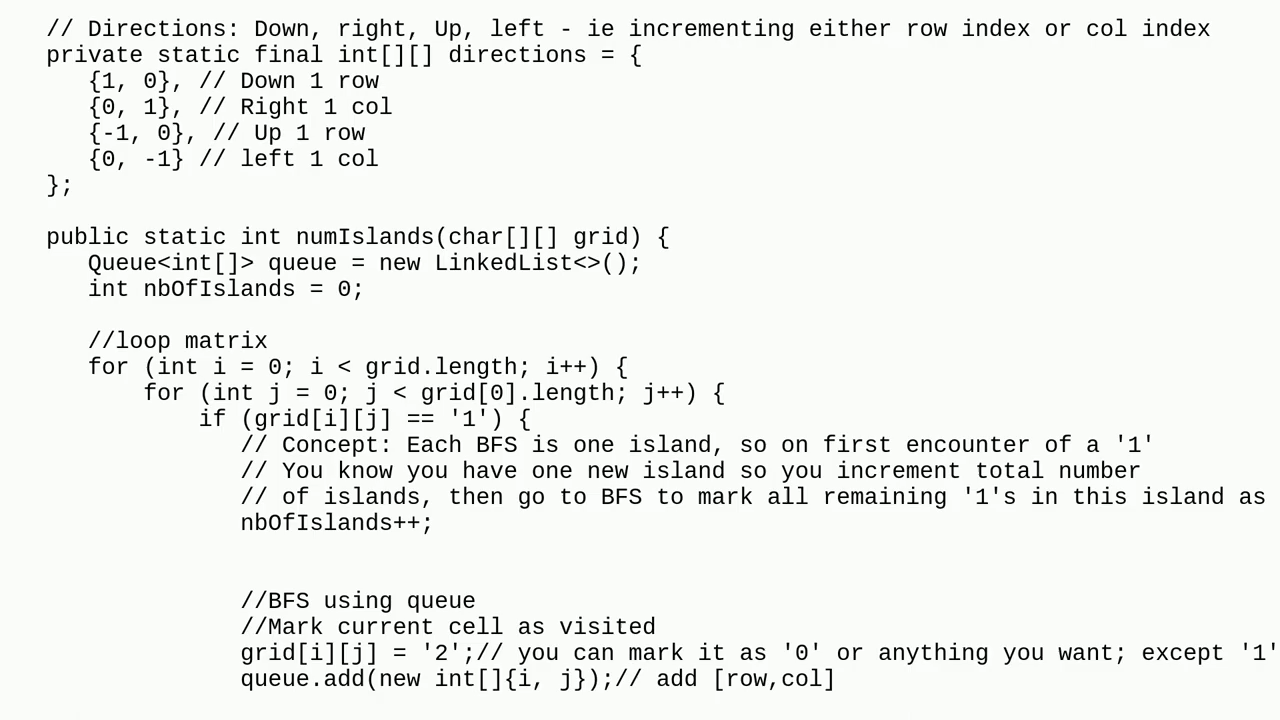 // Directions: Down, right, Up, left - ie incrementing either row index or col index
private static final int[][] directions = {
{1, 0}, // Down 1 row
{0, 1}, // Right 1 col
{-1, 0}, // Up 1 row
{0, -1} // left 1 col
};
public static int numIslands(char[][] grid) {
Queue<int[]> queue = new LinkedList<>();
int nbOfIslands = 0;
//loop matrix
for (int i = 0; i < grid.length; i++) {
for (int j = 0; j < grid[0].length; j++) {
if (grid[i][j] == '1') {
// Concept: Each BFS is one island, so on first encounter of a '1'
// You know you have one new island so you increment total number
// of islands, then go to BFS to mark all remaining '1's in this island as
nbOfIslands++;
//BFS using queue
//Mark current cell as visited
grid[i][j] = '2';// you can mark it as '0' or anything you want; except '1'
queue.add(new int[]{i, j});// add [row,col]